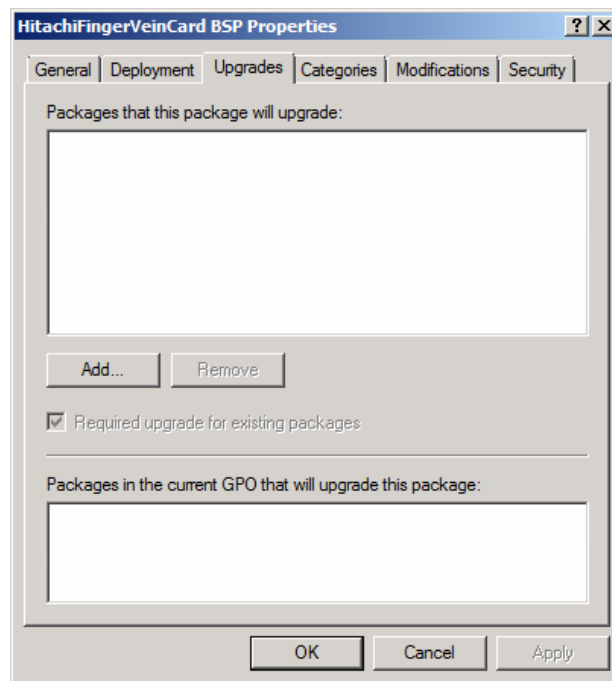 HitachiFingerVeinCard BSP Properties
General Deployment Upgrades Categories Modifications Security
Packages that this package will upgrade:
Add... Remove
Required upgrade for existing packages
Packages in the current GPO that will upgrade this package:
OK Cancel Apply